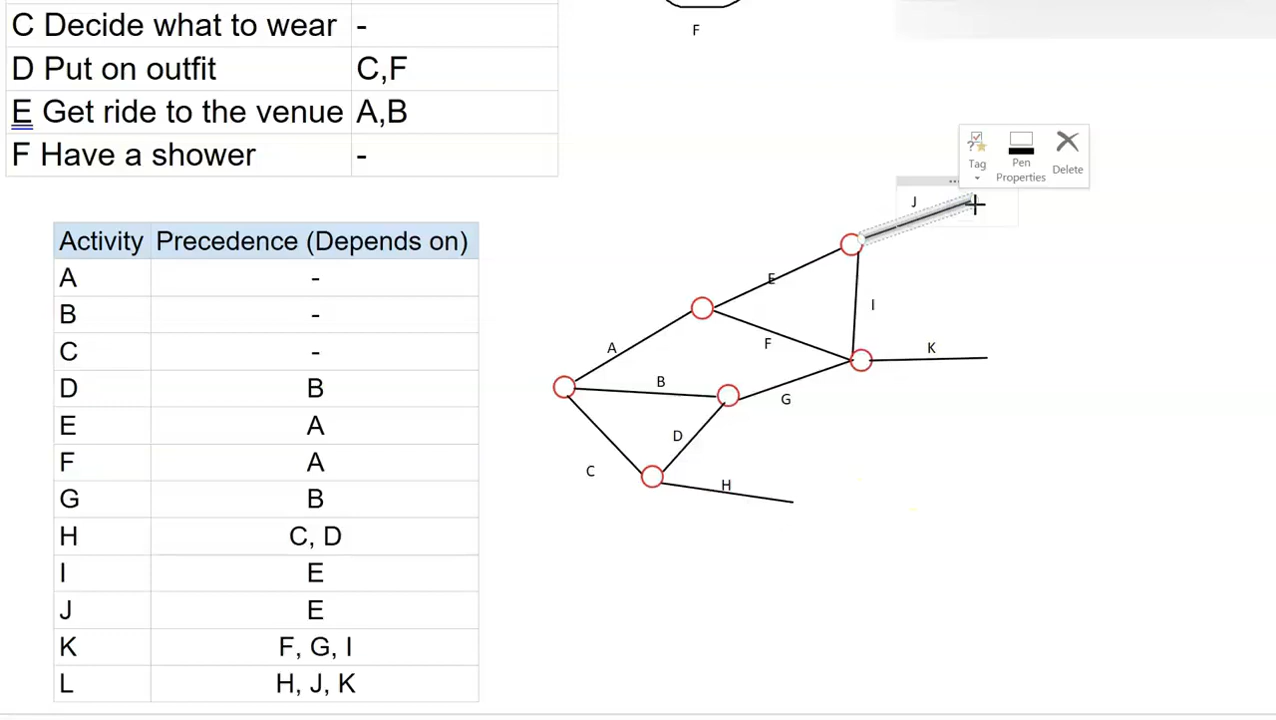 C Decide what to wear -
D Put on outfit C,F
E Get ride to the venue A,B
F Have a shower -
F
Tag
Pen Properties
Delete
Activity Precedence (Depends on)
A -
B -
C -
D B
E A
F A
G B
H C, D
I E
J E
K F, G, I
L H, J, K
J
E
I
A
F
K
B
G
D
C
H